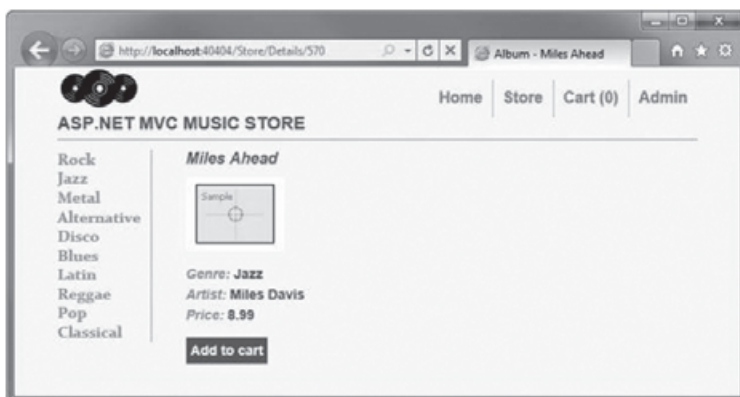 http://localhost:40404/Store/Details/570
Album - Miles Ahead
Home Store Cart (0) Admin
ASP.NET MVC MUSIC STORE
Rock
Jazz
Metal
Alternative
Disco
Blues
Latin
Reggae
Pop
Classical
Miles Ahead
Sample
Genre: Jazz
Artist: Miles Davis
Price: 8.99
Add to cart